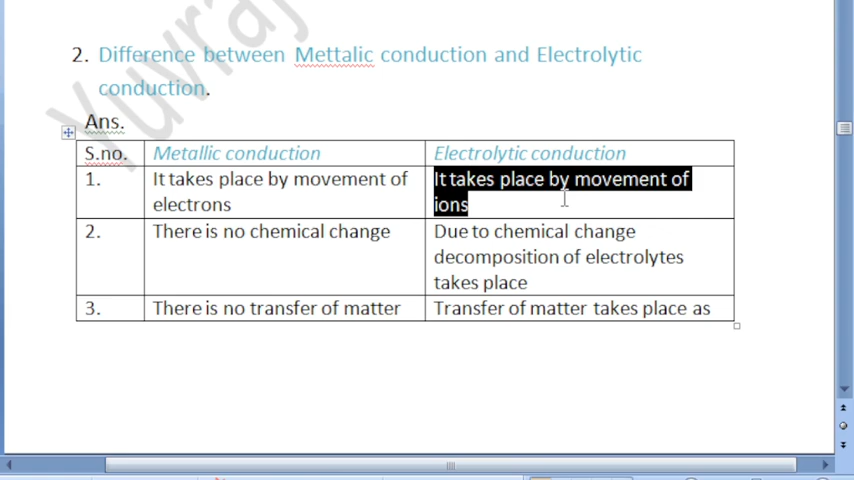 2. Difference between Mettalic conduction and Electrolytic
conduction.
Ans.
S.no. Metallic conduction Electrolytic conduction
1. It takes place by movement of It takes place by movement of
electrons ions
2. There is no chemical change Due to chemical change
decomposition of electrolytes
takes place
3. There is no transfer of matter Transfer of matter takes place as